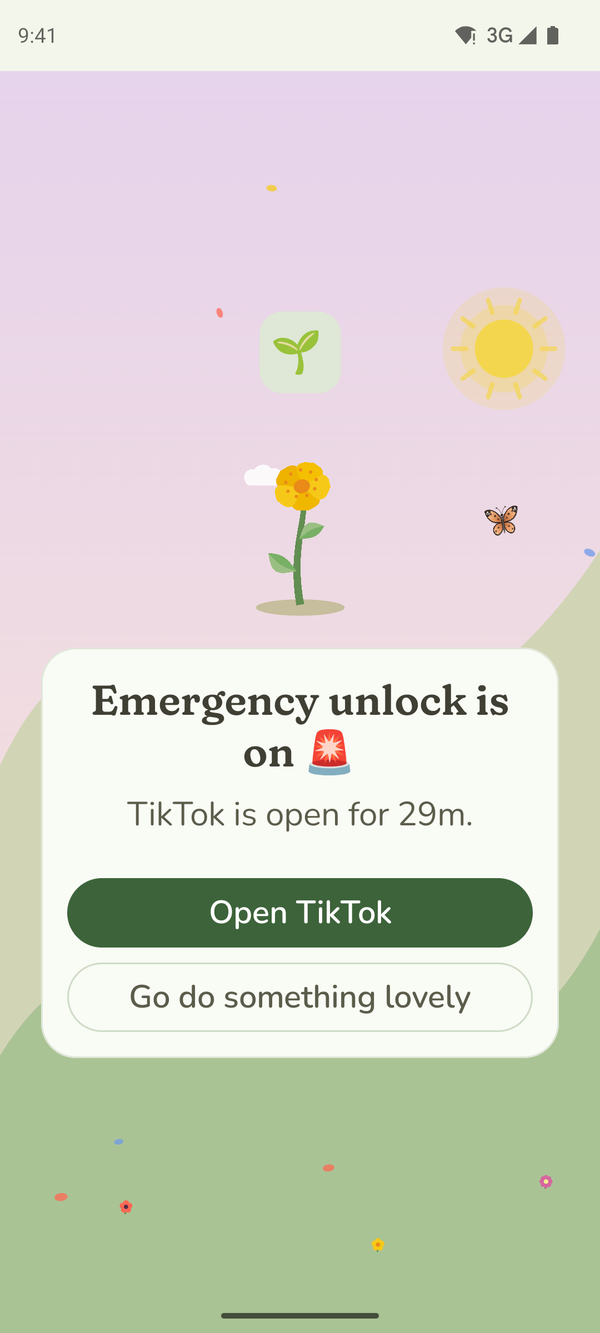 9:41
3G
Emergency unlock is
on 🚨
TikTok is open for 29m.
Open TikTok
Go do something lovely